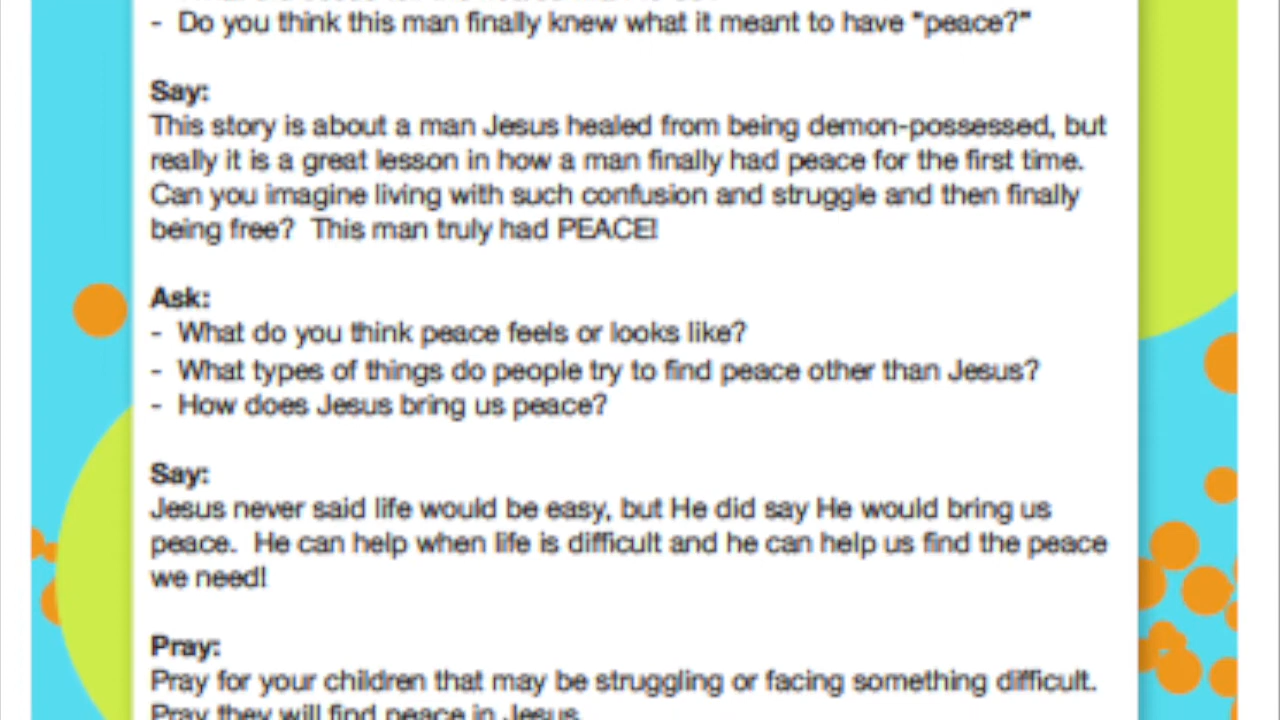 - Do you think this man finally knew what it meant to have "peace?"
Say:
This story is about a man Jesus healed from being demon-possessed, but
really it is a great lesson in how a man finally had peace for the first time.
Can you imagine living with such confusion and struggle and then finally
being free?  This man truly had PEACE!
Ask:
- What do you think peace feels or looks like?
- What types of things do people try to find peace other than Jesus?
- How does Jesus bring us peace?
Say:
Jesus never said life would be easy, but He did say He would bring us
peace.  He can help when life is difficult and he can help us find the peace
we need!
Pray:
Pray for your children that may be struggling or facing something difficult.
Pray they will find peace in Jesus.